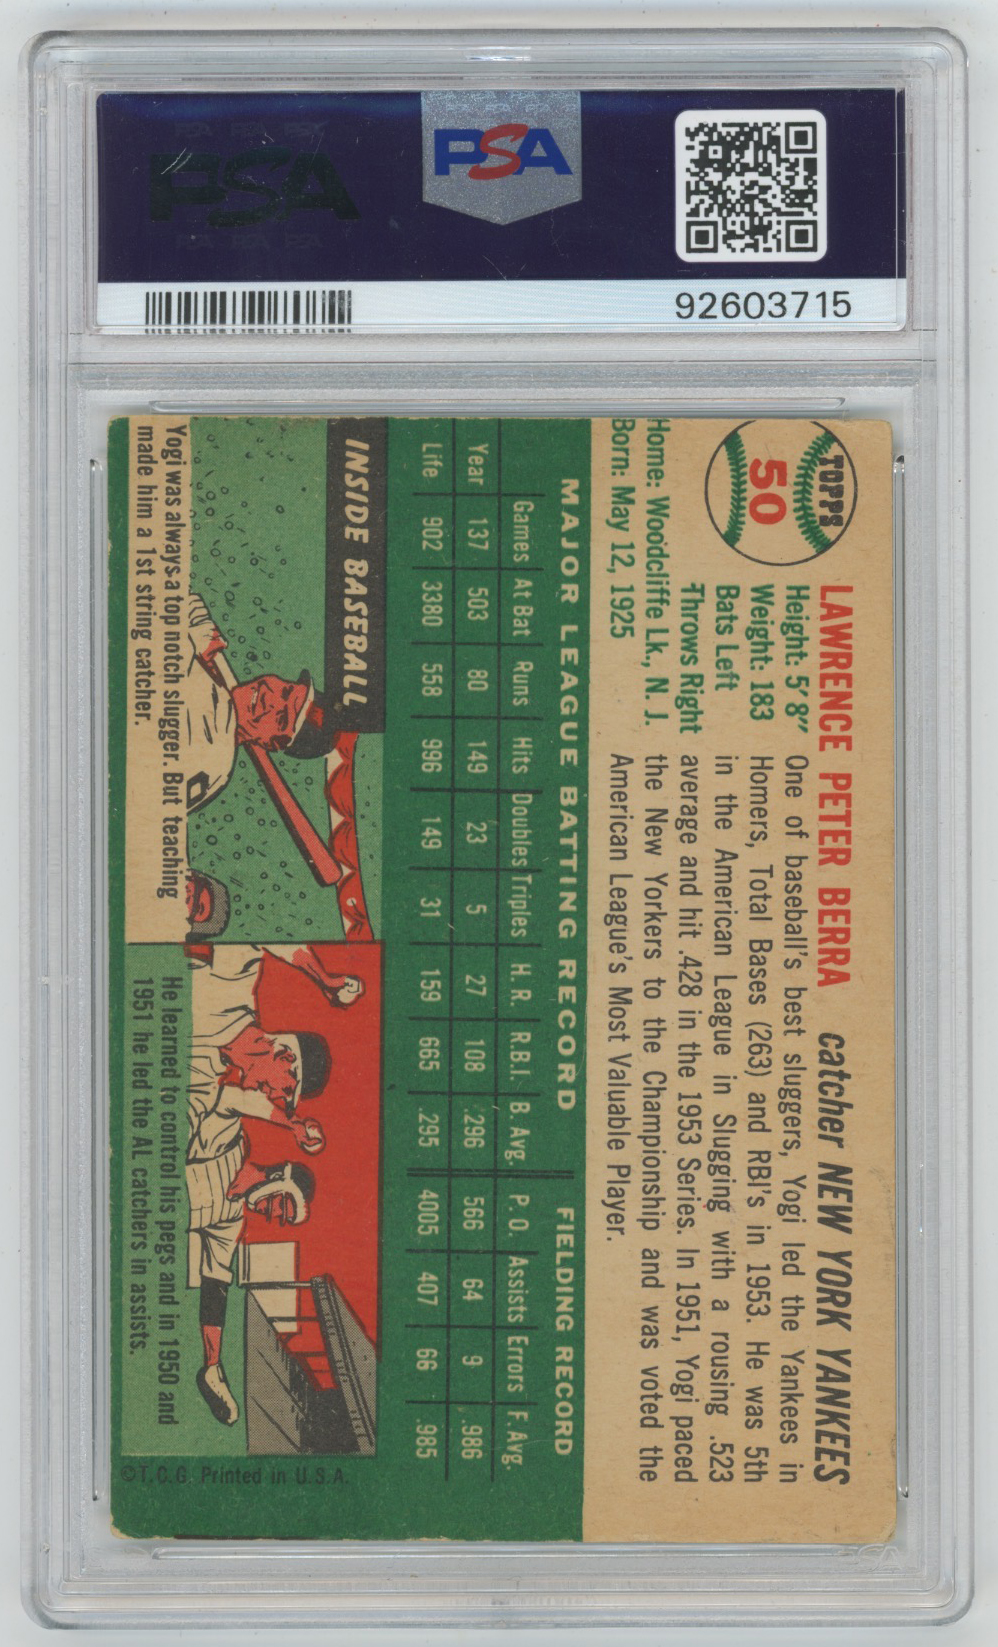 PSA
PSA
92603715
TOPPS
50
LAWRENCE PETER BERRA catcher NEW YORK YANKEES
Height: 5' 8"
Weight: 183
Bats Left
Throws Right
Home: Woodcliffe Lk., N. J.
Born: May 12, 1925
One of baseball's best sluggers, Yogi led the Yankees in
Homers, Total Bases (263) and RBI's in 1953. He was 5th
in the American League in Slugging with a rousing .523
average and hit .428 in the 1953 Series. In 1951, Yogi paced
the New Yorkers to the Championship and was voted the
American League's Most Valuable Player.
MAJOR LEAGUE BATTING RECORD FIELDING RECORD
Games At Bat Runs Hits Doubles Triples H. R. R.B.I. B. Avg. P. O. Assists Errors F. Avg.
Year 137 503 80 149 23 5 27 108 .296 566 64 9 .986
Life 902 3380 558 996 149 31 159 665 .295 4005 407 66 .985
INSIDE BASEBALL
Yogi was always a top notch slugger. But teaching
made him a 1st string catcher.
He learned to control his pegs and in 1950 and
1951 he led the AL catchers in assists.
©T.C.G. Printed in U.S.A.